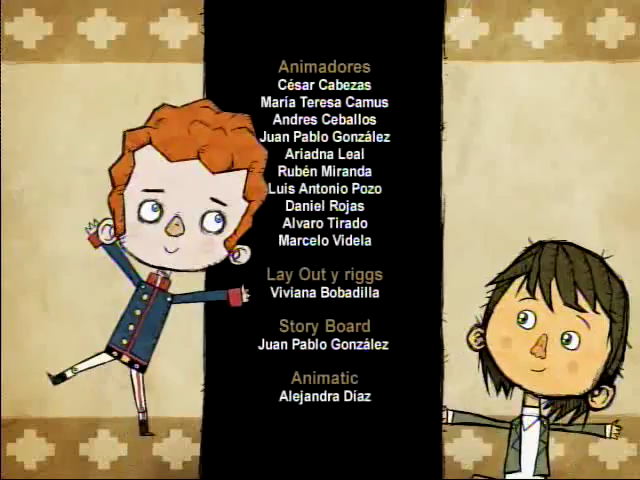 Animadores
César Cabezas
María Teresa Camus
Andres Ceballos
Juan Pablo González
Ariadna Leal
Rubén Miranda
Luis Antonio Pozo
Daniel Rojas
Alvaro Tirado
Marcelo Videla
Lay Out y riggs
Viviana Bobadilla
Story Board
Juan Pablo González
Animatic
Alejandra Díaz